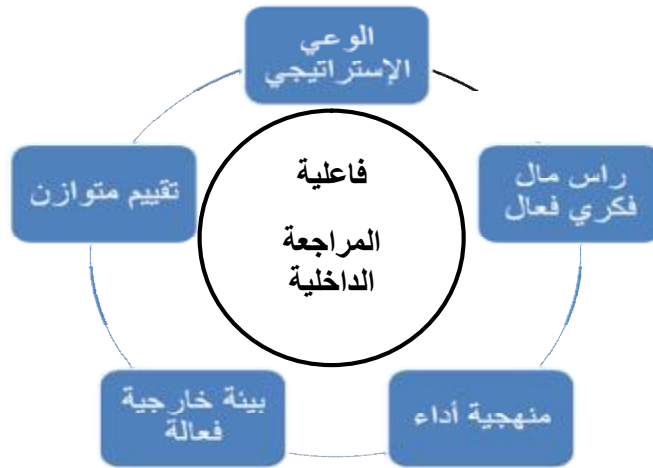 الوعي
الإستراتيجي
راس مال
فكري فعال
منهجية أداء
بيئة خارجية
فعالة
تقييم متوازن
فاعلية
المراجعة
الداخلية